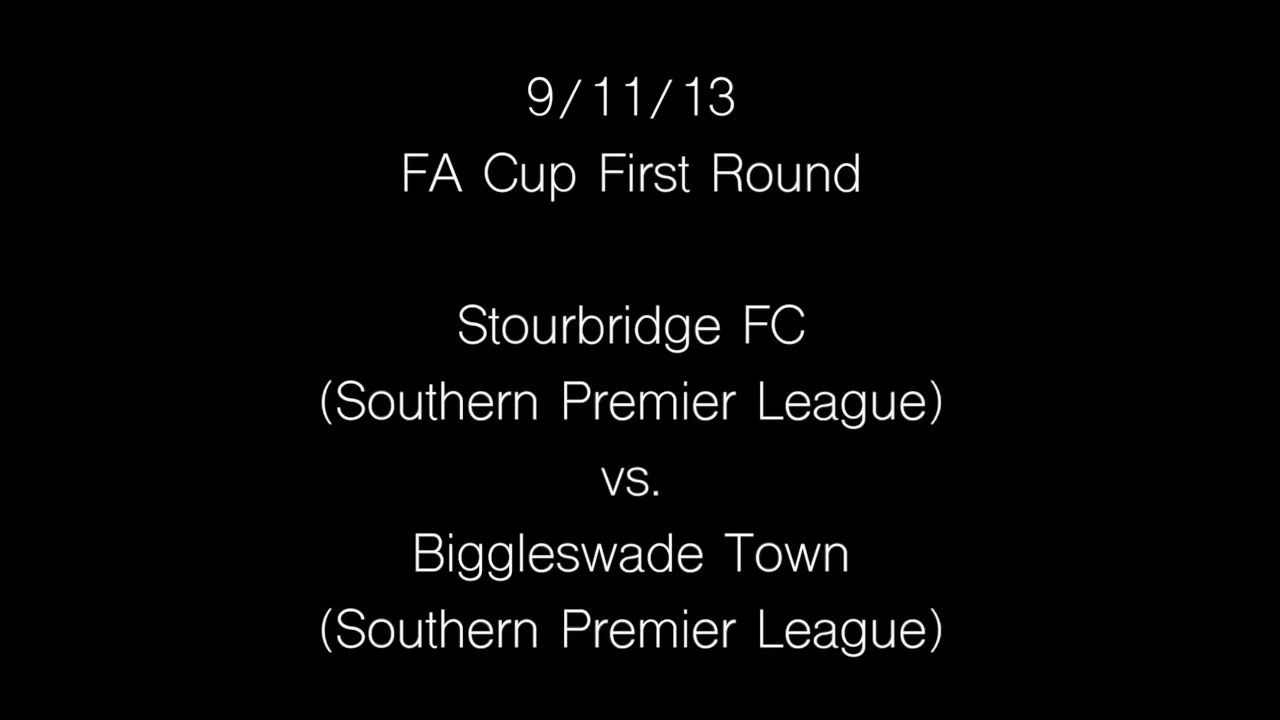 9/11/13
FA Cup First Round
Stourbridge FC
(Southern Premier League)
vs.
Biggleswade Town
(Southern Premier League)